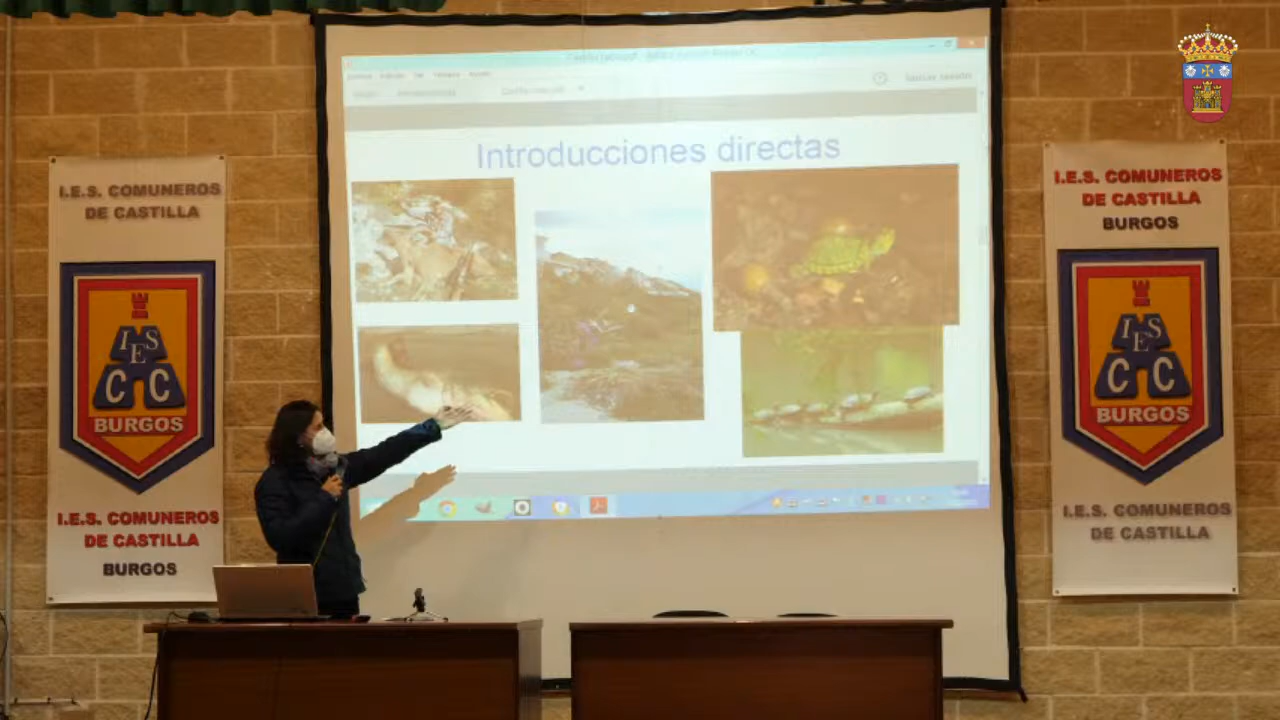 Introducciones directas
I.E.S. COMUNEROS
DE CASTILLA
IES
CC
BURGOS
I.E.S. COMUNEROS
DE CASTILLA
BURGOS
I.E.S. COMUNEROS
DE CASTILLA
BURGOS
IES
CC
BURGOS
I.E.S. COMUNEROS
DE CASTILLA